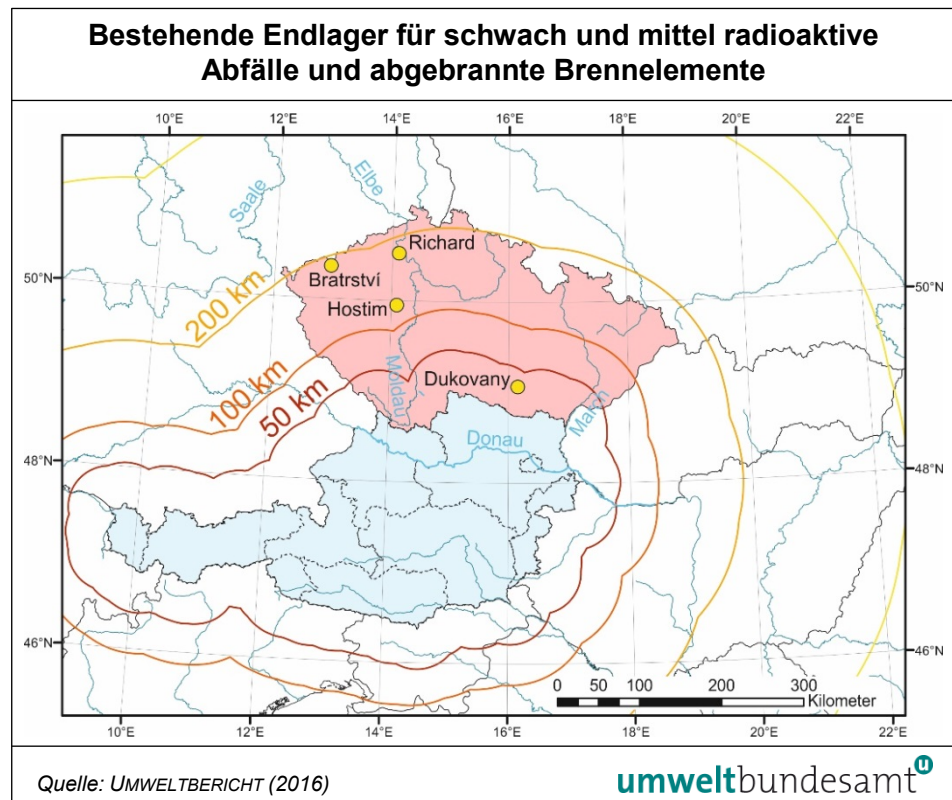 Bestehende Endlager für schwach und mittel radioaktive
Abfälle und abgebrannte Brennelemente
10°E 12°E 14°E 16°E 18°E 20°E 22°E
Elbe
Saale
Richard
50°N 50°N
Bratrství
Hostim
200 km
100 km
Moldau
Dukovany
50 km
March
Donau
48°N 48°N
46°N 46°N
0 50 100 200 300
Kilometer
10°E 12°E 14°E 16°E 18°E 20°E 22°E
Quelle: UMWELTBERICHT (2016)
umweltbundesamt u